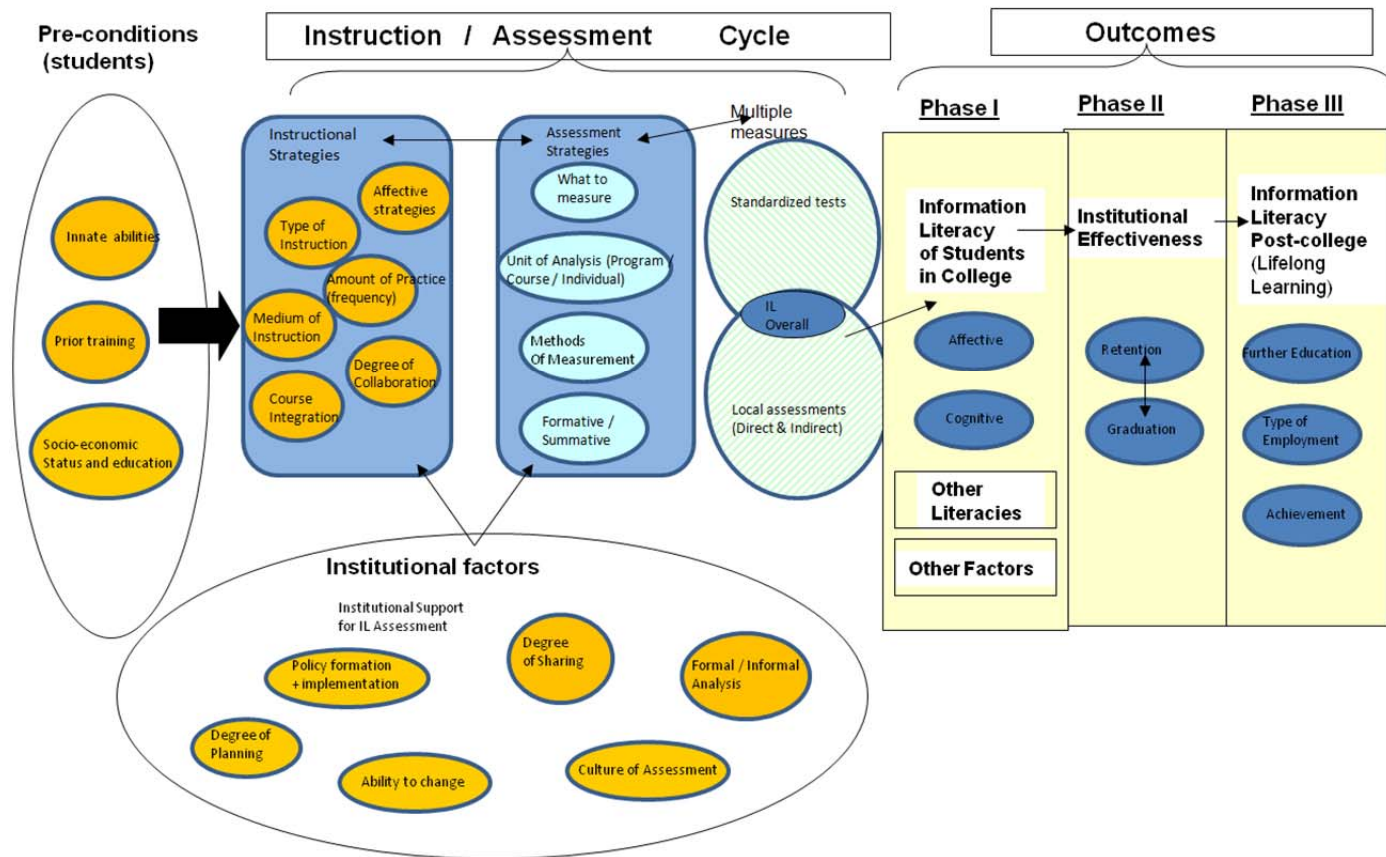 Pre-conditions
(students)
Instruction / Assessment Cycle
Outcomes
Innate abilities
Prior training
Socio-economic
Status and education
Instructional
Strategies
Affective
strategies
Type of
Instruction
Amount of Practice
(frequency)
Medium of
Instruction
Degree of
Collaboration
Course
Integration
Assessment
Strategies
What to
measure
Unit of Analysis (Program /
Course / Individual)
Methods
Of Measurement
Formative /
Summative
Multiple
measures
Standardized tests
IL
Overall
Local assessments
(Direct & Indirect)
Phase I
Information
Literacy
of Students
in College
Affective
Cognitive
Other
Literacies
Other Factors
Phase II
Institutional
Effectiveness
Retention
Graduation
Phase III
Information
Literacy
Post-college
(Lifelong
Learning)
Further Education
Type of
Employment
Achievement
Institutional factors
Institutional Support
for IL Assessment
Policy formation
+ implementation
Degree
of Sharing
Formal / Informal
Analysis
Degree of
Planning
Ability to change
Culture of Assessment